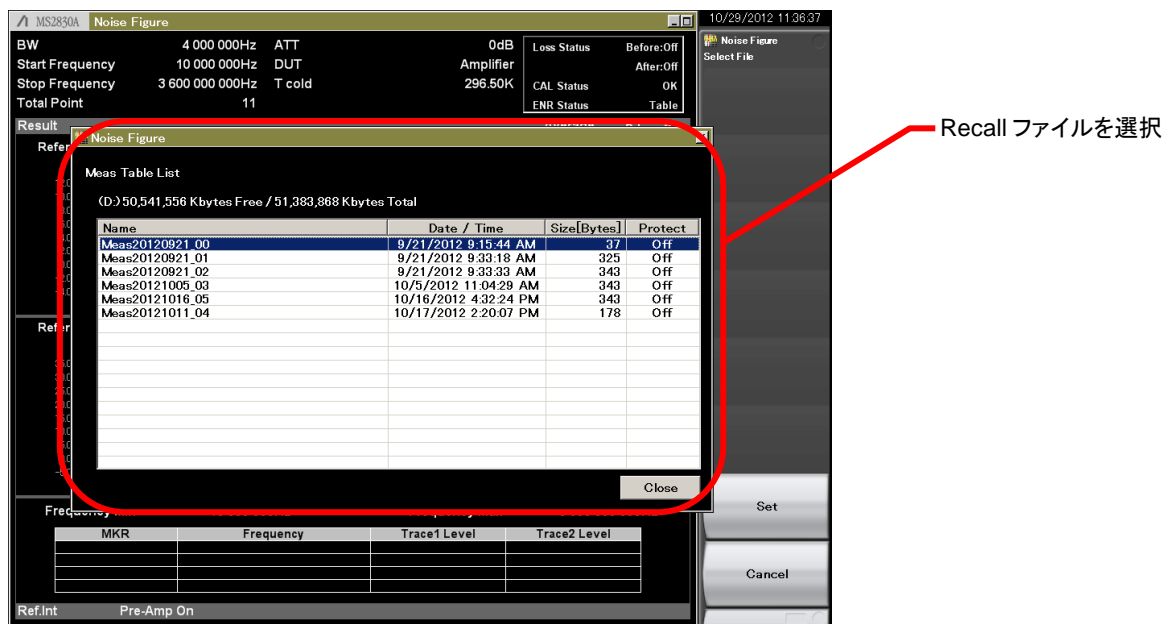 MS2830A Noise Figure
10/29/2012 11:36:37
BW 4 000 000Hz ATT 0dB
Start Frequency 10 000 000Hz DUT Amplifier
Stop Frequency 3 600 000 000Hz T cold 296.50K
Total Point 11
Loss Status Before:Off
After:Off
CAL Status OK
ENR Status Table
Noise Figure
Select File
Result
Refer
Noise Figure
Meas Table List
(D:) 50,541,556 Kbytes Free / 51,383,868 Kbytes Total
Name Date / Time Size[Bytes] Protect
Meas20120921_00 9/21/2012 9:15:44 AM 37 Off
Meas20120921_01 9/21/2012 9:33:18 AM 325 Off
Meas20120921_02 9/21/2012 9:33:33 AM 343 Off
Meas20121005_03 10/5/2012 11:04:29 AM 343 Off
Meas20121016_05 10/16/2012 4:32:24 PM 343 Off
Meas20121011_04 10/17/2012 2:20:07 PM 178 Off
Refer
Close
MKR Frequency Trace1 Level Trace2 Level
Ref.Int Pre-Amp On
Set
Cancel
Recall ファイルを選択